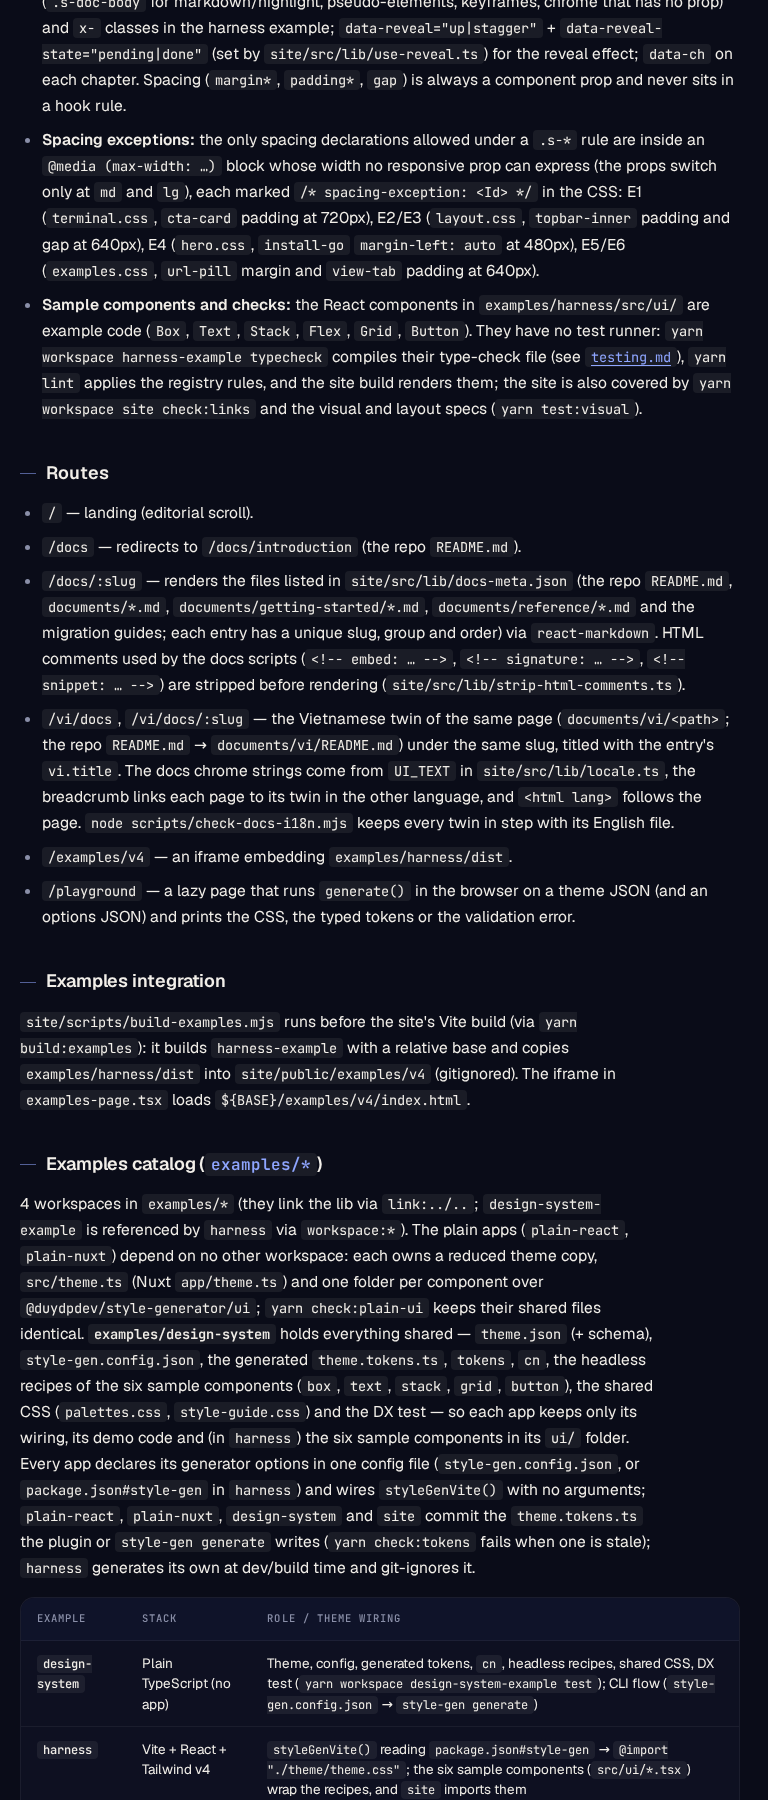 ( .s-doc-body for markdown/highlight, pseudo-elements, keyframes, chrome that has no prop)
and x- classes in the harness example; data-reveal="up|stagger" + data-reveal-
state="pending|done" (set by site/src/lib/use-reveal.ts ) for the reveal effect; data-ch on
each chapter. Spacing ( margin* , padding* , gap ) is always a component prop and never sits in
a hook rule.
Spacing exceptions: the only spacing declarations allowed under a .s-* rule are inside an
@media (max-width: …) block whose width no responsive prop can express (the props switch
only at md and lg ), each marked /* spacing-exception: <Id> */ in the CSS: E1
( terminal.css , cta-card padding at 720px), E2/E3 ( layout.css , topbar-inner padding and
gap at 640px), E4 ( hero.css , install-go margin-left: auto at 480px), E5/E6
( examples.css , url-pill margin and view-tab padding at 640px).
Sample components and checks: the React components in examples/harness/src/ui/ are
example code ( Box , Text , Stack , Flex , Grid , Button ). They have no test runner: yarn
workspace harness-example typecheck compiles their type-check file (see testing.md ), yarn
lint applies the registry rules, and the site build renders them; the site is also covered by yarn
workspace site check:links and the visual and layout specs ( yarn test:visual ).
— Routes
/ — landing (editorial scroll).
/docs — redirects to /docs/introduction (the repo README.md ).
/docs/:slug — renders the files listed in site/src/lib/docs-meta.json (the repo README.md ,
documents/*.md , documents/getting-started/*.md , documents/reference/*.md and the
migration guides; each entry has a unique slug, group and order) via react-markdown . HTML
comments used by the docs scripts ( <!-- embed: … --> , <!-- signature: … --> , <!--
snippet: … --> ) are stripped before rendering ( site/src/lib/strip-html-comments.ts ).
/vi/docs , /vi/docs/:slug — the Vietnamese twin of the same page ( documents/vi/<path> ;
the repo README.md → documents/vi/README.md ) under the same slug, titled with the entry's
vi.title . The docs chrome strings come from UI_TEXT in site/src/lib/locale.ts , the
breadcrumb links each page to its twin in the other language, and <html lang> follows the
page. node scripts/check-docs-i18n.mjs keeps every twin in step with its English file.
/examples/v4 — an iframe embedding examples/harness/dist .
/playground — a lazy page that runs generate() in the browser on a theme JSON (and an
options JSON) and prints the CSS, the typed tokens or the validation error.
— Examples integration
site/scripts/build-examples.mjs runs before the site's Vite build (via yarn
build:examples ): it builds harness-example with a relative base and copies
examples/harness/dist into site/public/examples/v4 (gitignored). The iframe in
examples-page.tsx loads ${BASE}/examples/v4/index.html .
— Examples catalog ( examples/* )
4 workspaces in examples/* (they link the lib via link:../.. ; design-system-
example is referenced by harness via workspace:* ). The plain apps ( plain-react ,
plain-nuxt ) depend on no other workspace: each owns a reduced theme copy,
src/theme.ts (Nuxt app/theme.ts ) and one folder per component over
@duydpdev/style-generator/ui ; yarn check:plain-ui keeps their shared files
identical. examples/design-system holds everything shared — theme.json (+ schema),
style-gen.config.json , the generated theme.tokens.ts , tokens , cn , the headless
recipes of the six sample components ( box , text , stack , grid , button ), the shared
CSS ( palettes.css , style-guide.css ) and the DX test — so each app keeps only its
wiring, its demo code and (in harness ) the six sample components in its ui/ folder.
Every app declares its generator options in one config file ( style-gen.config.json , or
package.json#style-gen in harness ) and wires styleGenVite() with no arguments;
plain-react , plain-nuxt , design-system and site commit the theme.tokens.ts
the plugin or style-gen generate writes ( yarn check:tokens fails when one is stale);
harness generates its own at dev/build time and git-ignores it.
EXAMPLE STACK ROLE / THEME WIRING
design- Plain Theme, config, generated tokens, cn , headless recipes, shared CSS, DX
system TypeScript (no test ( yarn workspace design-system-example test ); CLI flow ( style-
app) gen.config.json → style-gen generate )
harness Vite + React + styleGenVite() reading package.json#style-gen → @import
Tailwind v4 "./theme/theme.css" ; the six sample components ( src/ui/*.tsx )
wrap the recipes, and site imports them